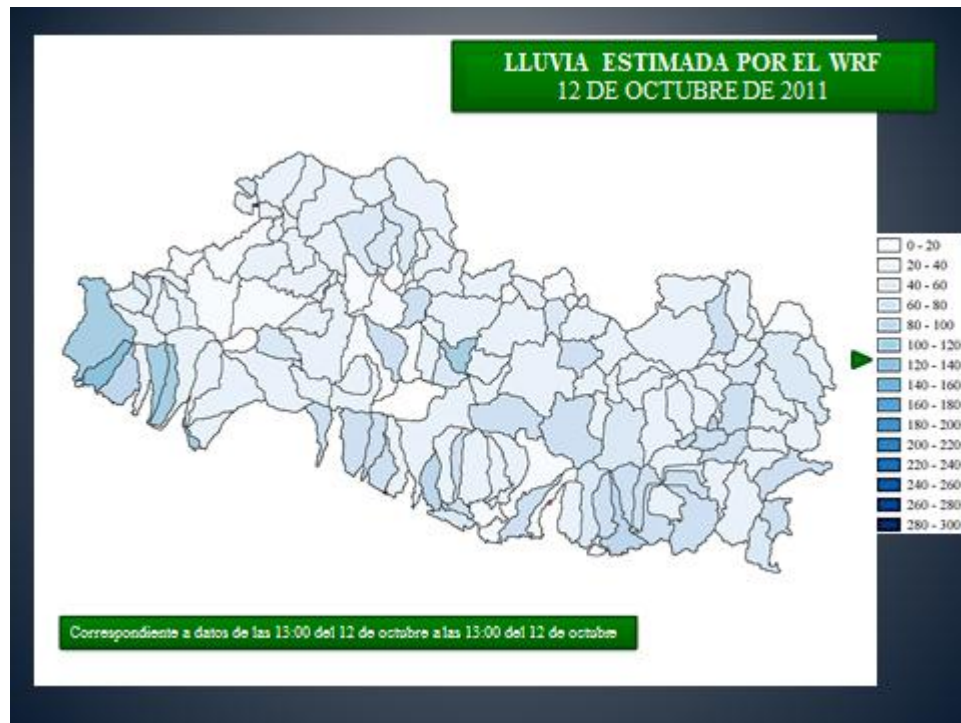 LLUVIA ESTIMADA POR EL WRF
12 DE OCTUBRE DE 2011
0 - 20
20 - 40
40 - 60
60 - 80
80 - 100
100 - 120
120 - 140
140 - 160
160 - 180
180 - 200
200 - 220
220 - 240
240 - 260
260 - 280
280 - 300
Correspondiente a datos de las 13:00 del 12 de octubre a las 13:00 del 12 de octubre